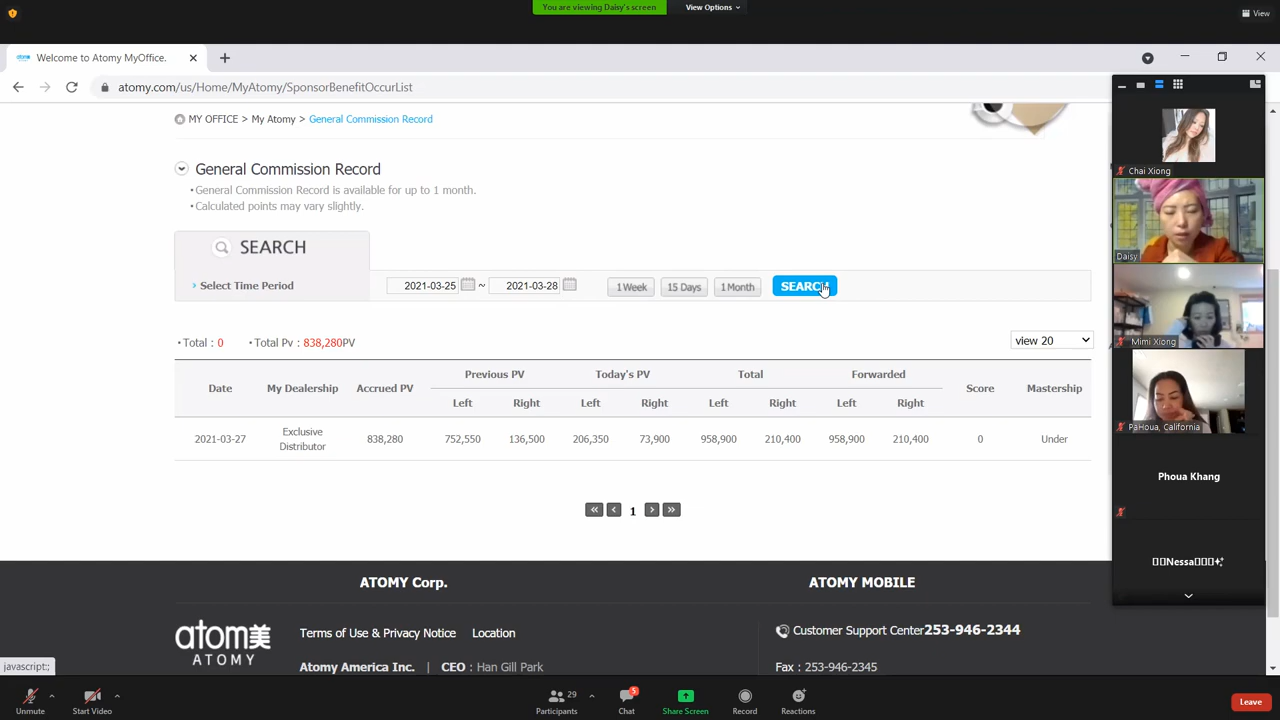 You are viewing Daisy's screen
View Options
View
Welcome to Atomy MyOffice.
atomy.com/us/Home/MyAtomy/SponsorBenefitOccurList
MY OFFICE > My Atomy > General Commission Record
General Commission Record
•General Commission Record is available for up to 1 month.
•Calculated points may vary slightly.
SEARCH
Select Time Period
2021-03-25 ~ 2021-03-28
1 Week 15 Days 1 Month SEARCH
•Total : 0 •Total Pv : 838,280PV
view 20
Date My Dealership Accrued PV Previous PV Today's PV Total Forwarded Score Mastership
Left Right Left Right Left Right Left Right
2021-03-27 Exclusive Distributor 838,280 752,550 136,500 206,350 73,900 958,900 210,400 958,900 210,400 0 Under
1
ATOMY Corp.
ATOMY MOBILE
atom美
ATOMY
Terms of Use & Privacy Notice Location
Customer Support Center253-946-2344
Atomy America Inc. | CEO : Han Gill Park
Fax : 253-946-2345
javascript:;
Chai Xiong
Daisy
Mimi Xiong
PaHoua, California
Phoua Khang
Nessa
Unmute
Start Video
29
Participants
5
Chat
Share Screen
Record
Reactions
Leave